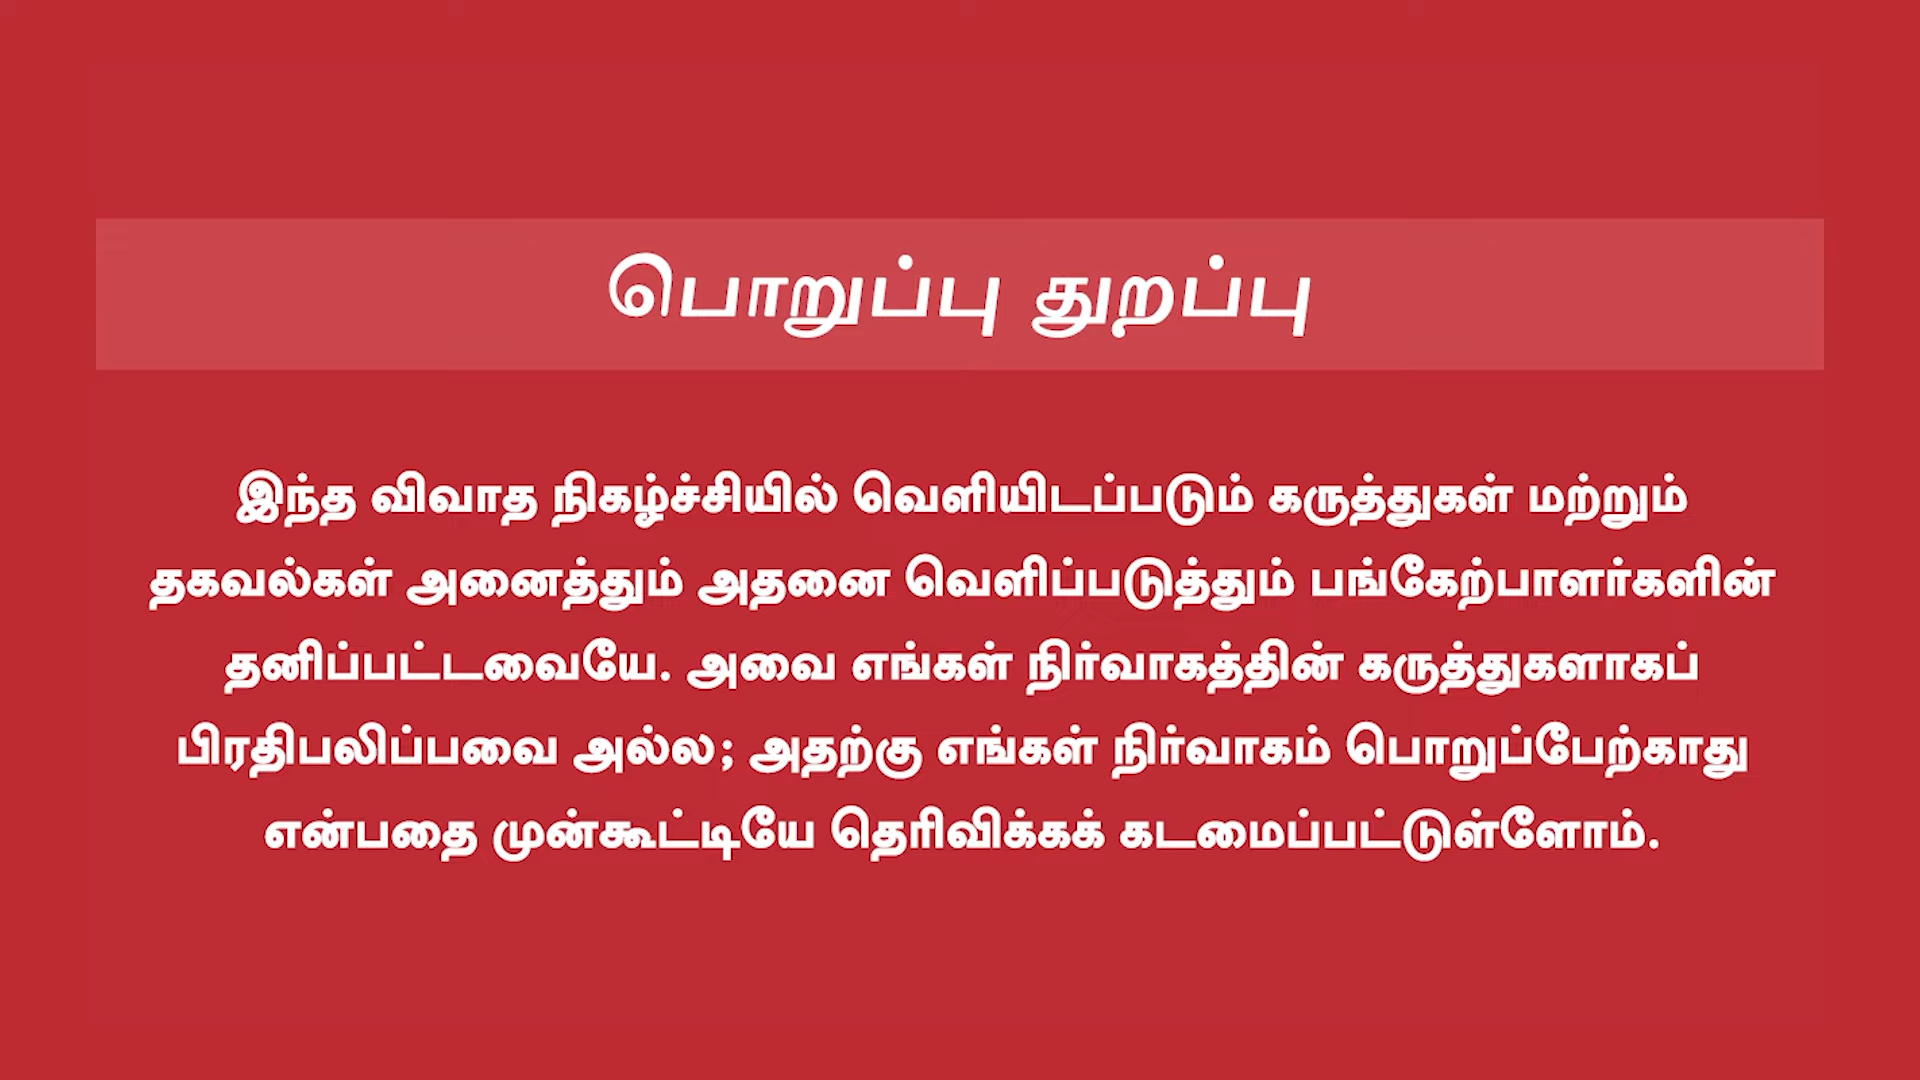 பொறுப்பு துறப்பு
இந்த விவாத நிகழ்ச்சியில் வெளியிடப்படும் கருத்துகள் மற்றும்
தகவல்கள் அனைத்தும் அதனை வெளிப்படுத்தும் பங்கேற்பாளர்களின்
தனிப்பட்டவையே. அவை எங்கள் நிர்வாகத்தின் கருத்துகளாகப்
பிரதிபலிப்பவை அல்ல; அதற்கு எங்கள் நிர்வாகம் பொறுப்பேற்காது
என்பதை முன்கூட்டியே தெரிவிக்கக் கடமைப்பட்டுள்ளோம்.